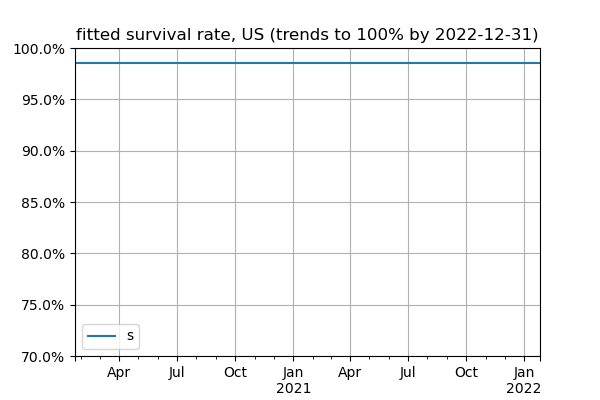 fitted survival rate, US (trends to 100% by 2022-12-31)
100.0%
95.0%
90.0%
85.0%
80.0%
75.0%
70.0%
s
Apr Jul Oct Jan Apr Jul Oct Jan
2021 2022